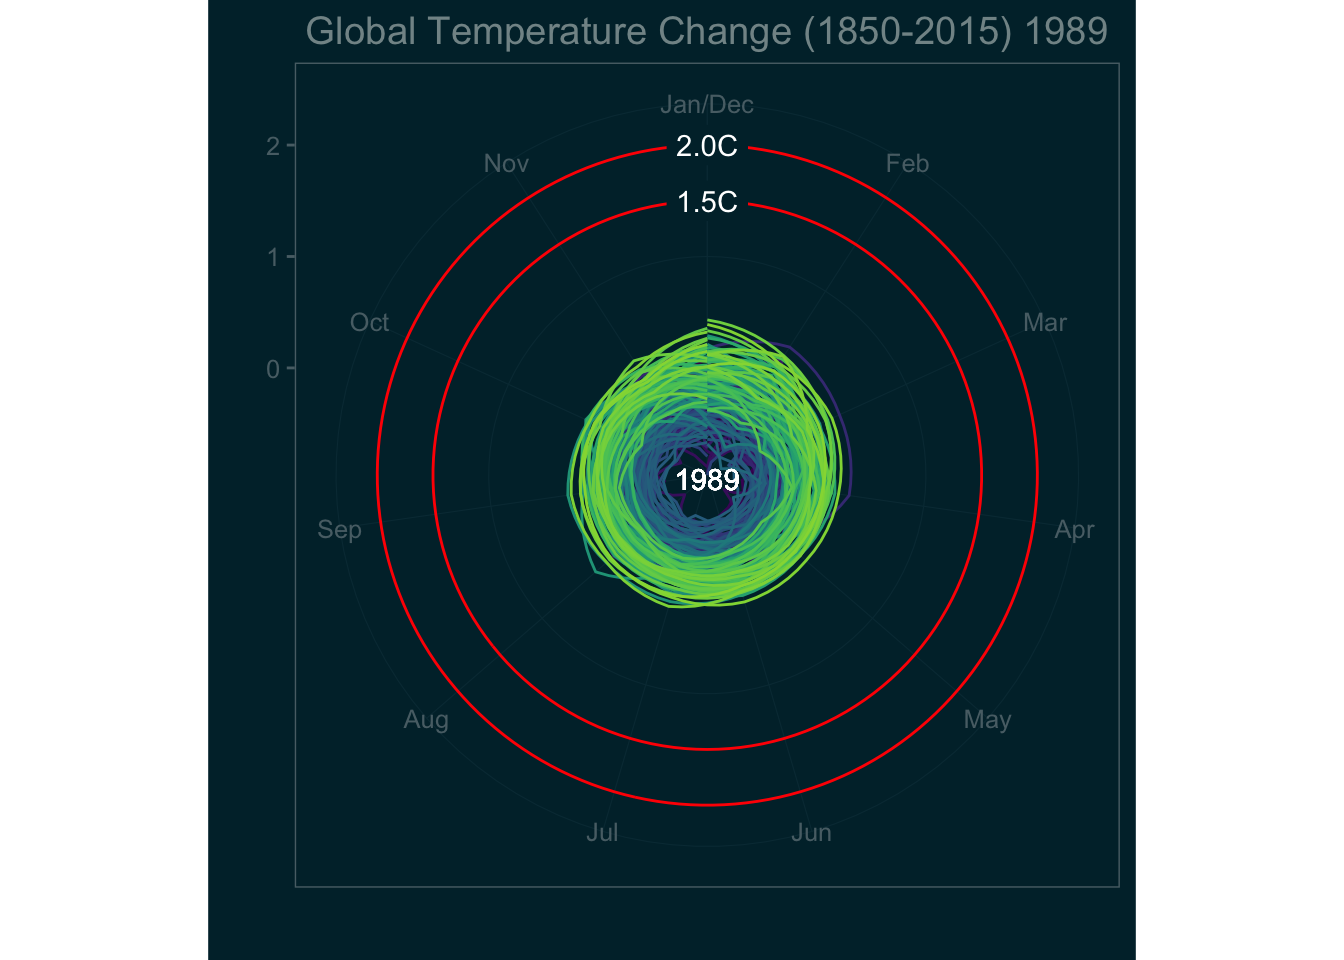 Global Temperature Change (1850-2015) 1989
Jan/Dec
2
2.0C
Nov
Feb
1.5C
1
Oct
Mar
0
1989
Sep
Apr
Aug
May
Jul
Jun